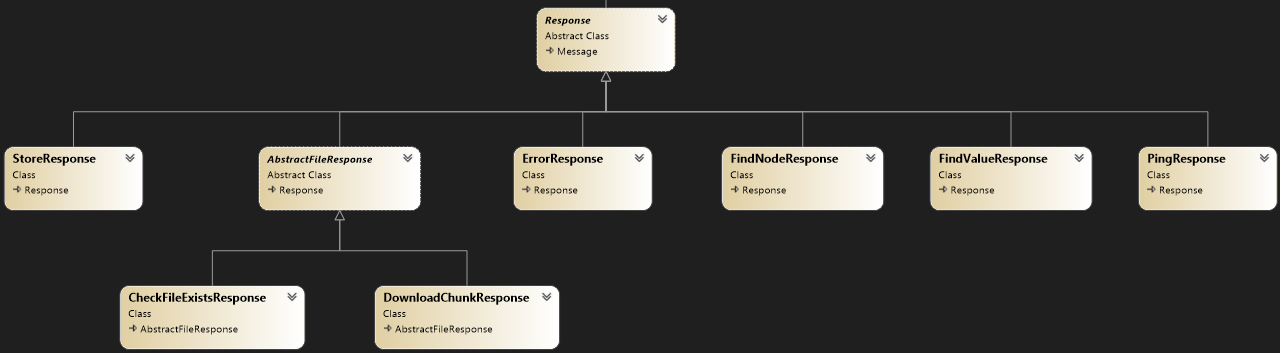 Response
Abstract Class
Message
StoreResponse
Class
Response
AbstractFileResponse
Abstract Class
Response
ErrorResponse
Class
Response
FindNodeResponse
Class
Response
FindValueResponse
Class
Response
PingResponse
Class
Response
CheckFileExistsResponse
Class
AbstractFileResponse
DownloadChunkResponse
Class
AbstractFileResponse